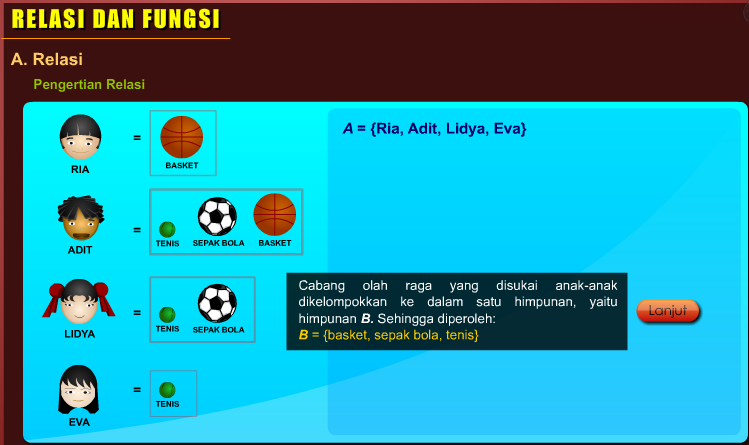 RELASI DAN FUNGSI
A. Relasi
Pengertian Relasi
A = {Ria, Adit, Lidya, Eva}
=
BASKET
RIA
=
TENIS SEPAK BOLA BASKET
ADIT
=
TENIS SEPAK BOLA
LIDYA
=
TENIS
EVA
Cabang olah raga yang disukai anak-anak
dikelompokkan ke dalam satu himpunan, yaitu
himpunan B. Sehingga diperoleh:
B = {basket, sepak bola, tenis}
Lanjut